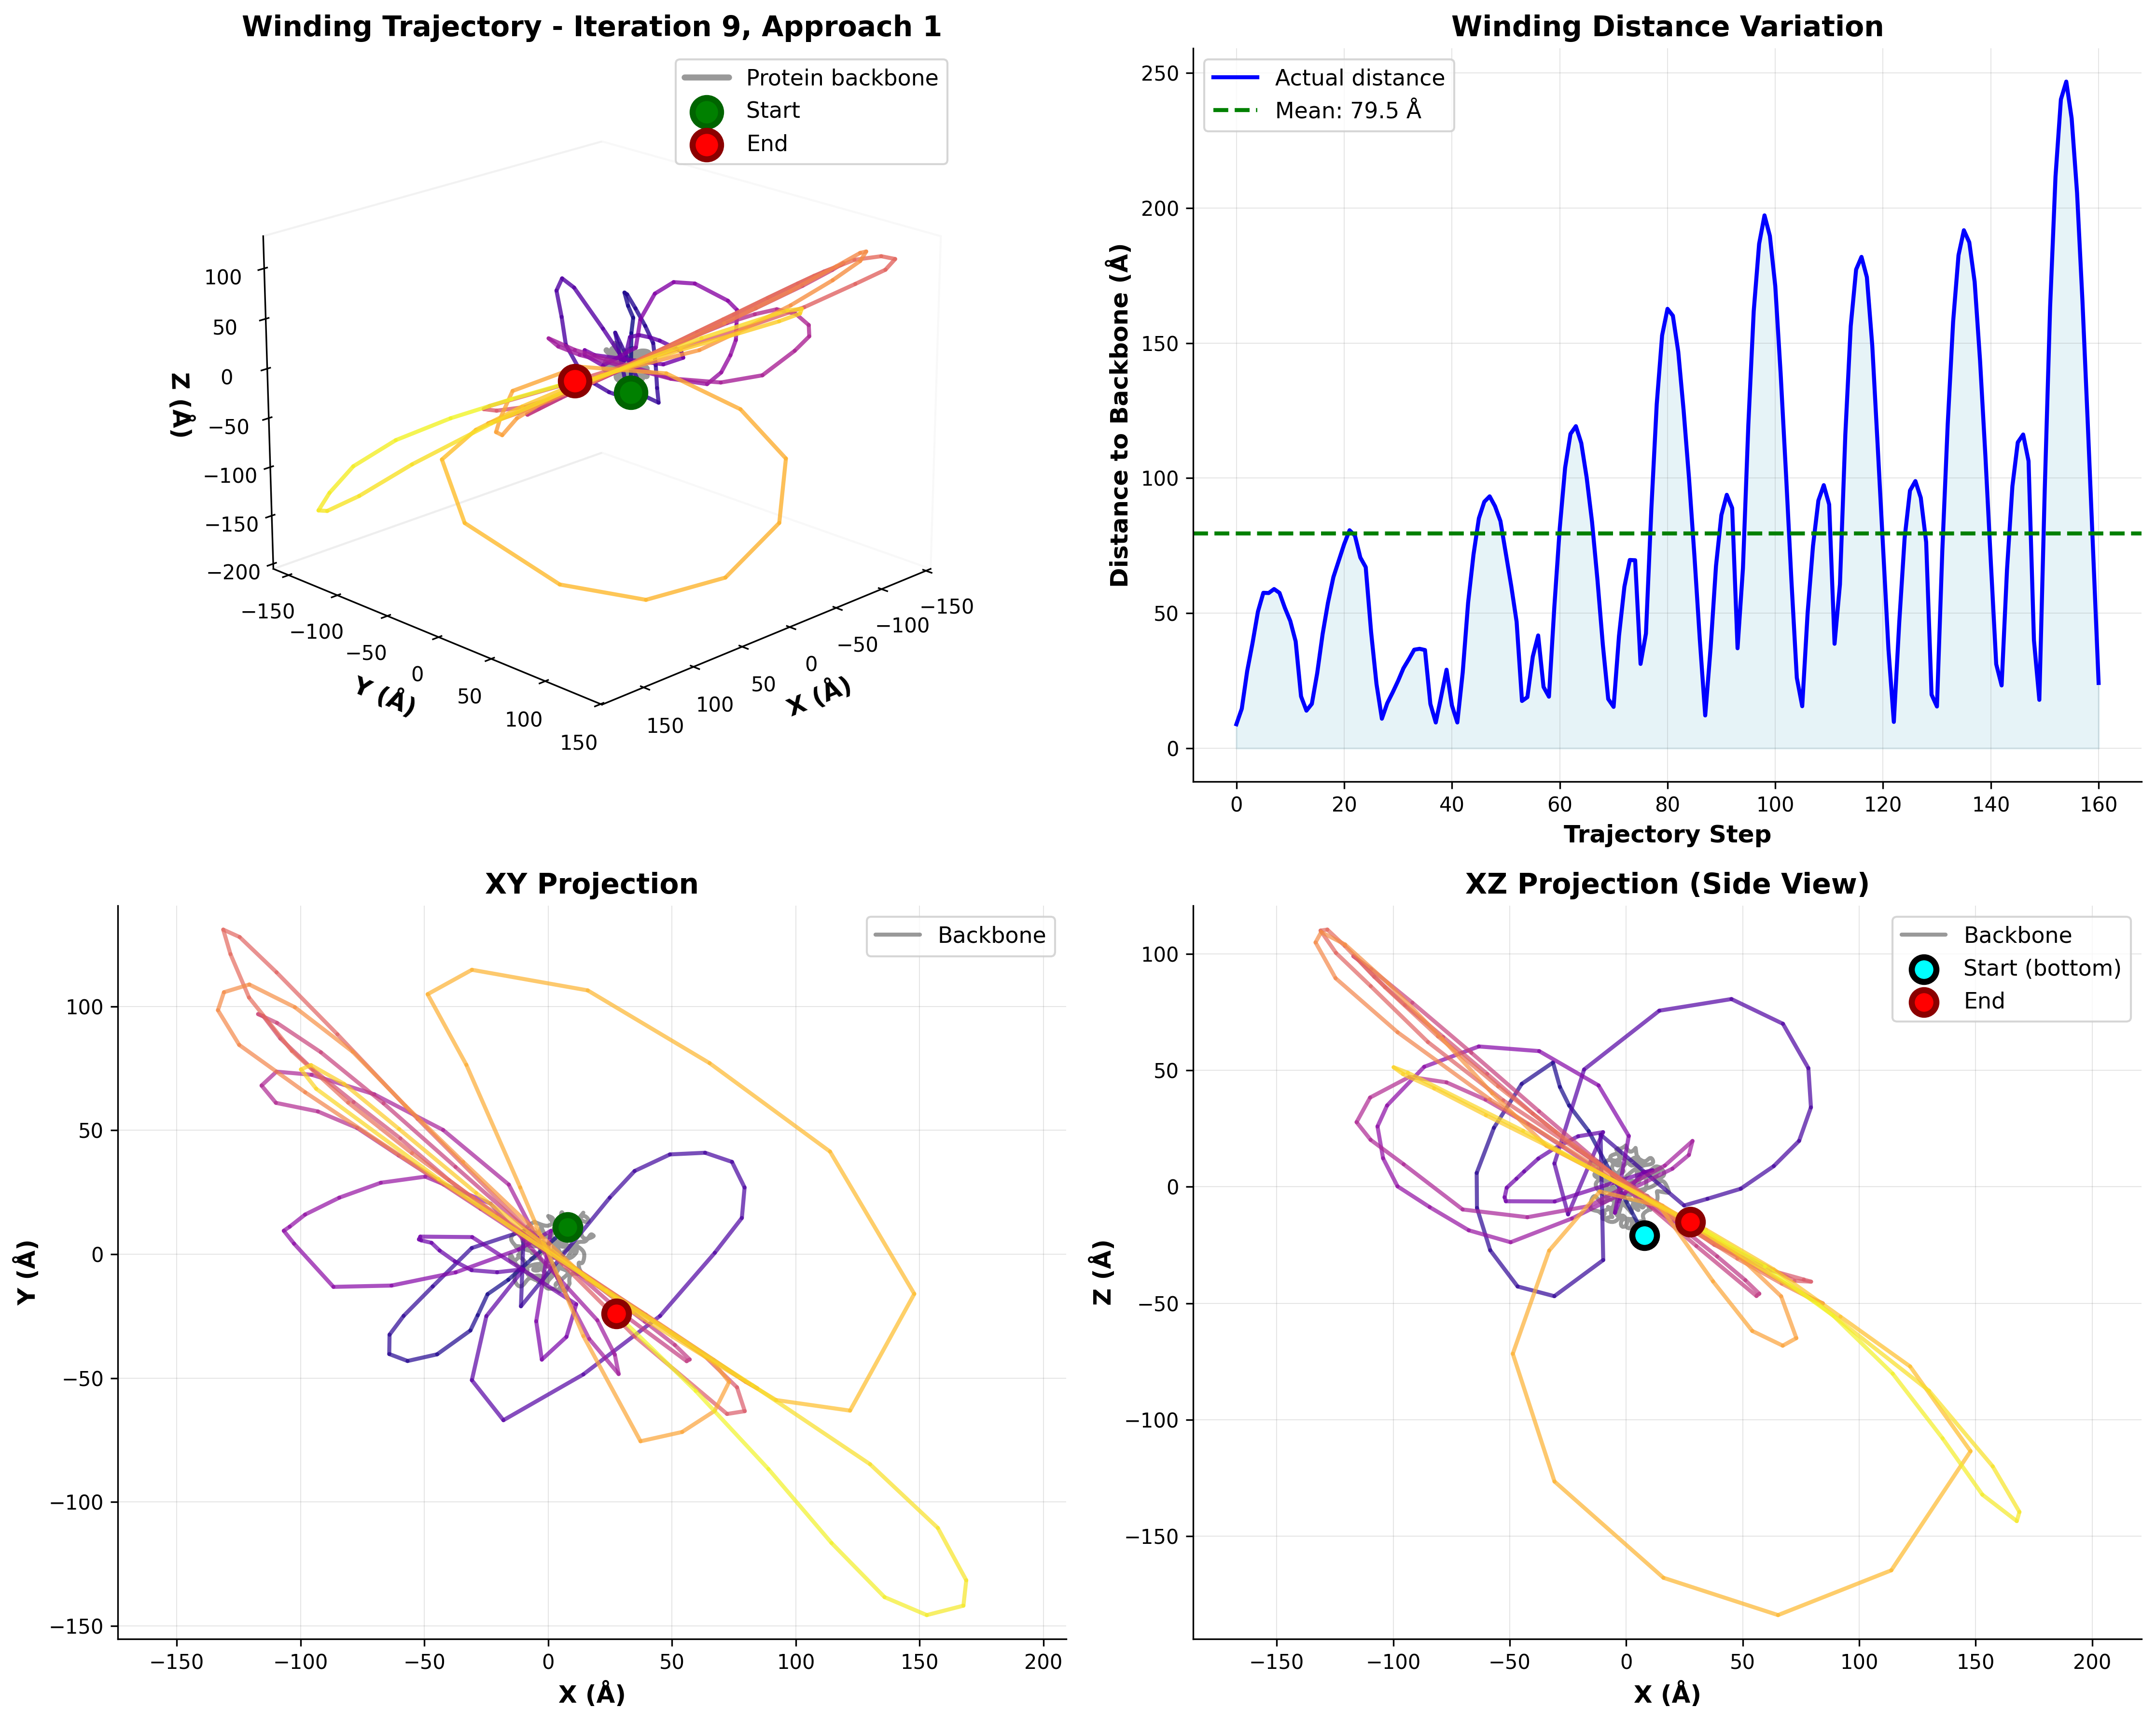 Winding Trajectory - Iteration 9, Approach 1
Protein backbone
Start
End
Z (Å)
100
50
0
−50
−100
−150
−200
−150
−100
−50
0
50
100
150
Y (Å)
150
100
50
0
−50
−100
−150
X (Å)
Winding Distance Variation
Actual distance
Mean: 79.5 Å
Distance to Backbone (Å)
250
200
150
100
50
0
0 20 40 60 80 100 120 140 160
Trajectory Step
XY Projection
Backbone
Y (Å)
100
50
0
−50
−100
−150
−150 −100 −50 0 50 100 150 200
X (Å)
XZ Projection (Side View)
Backbone
Start (bottom)
End
Z (Å)
100
50
0
−50
−100
−150
−150 −100 −50 0 50 100 150 200
X (Å)